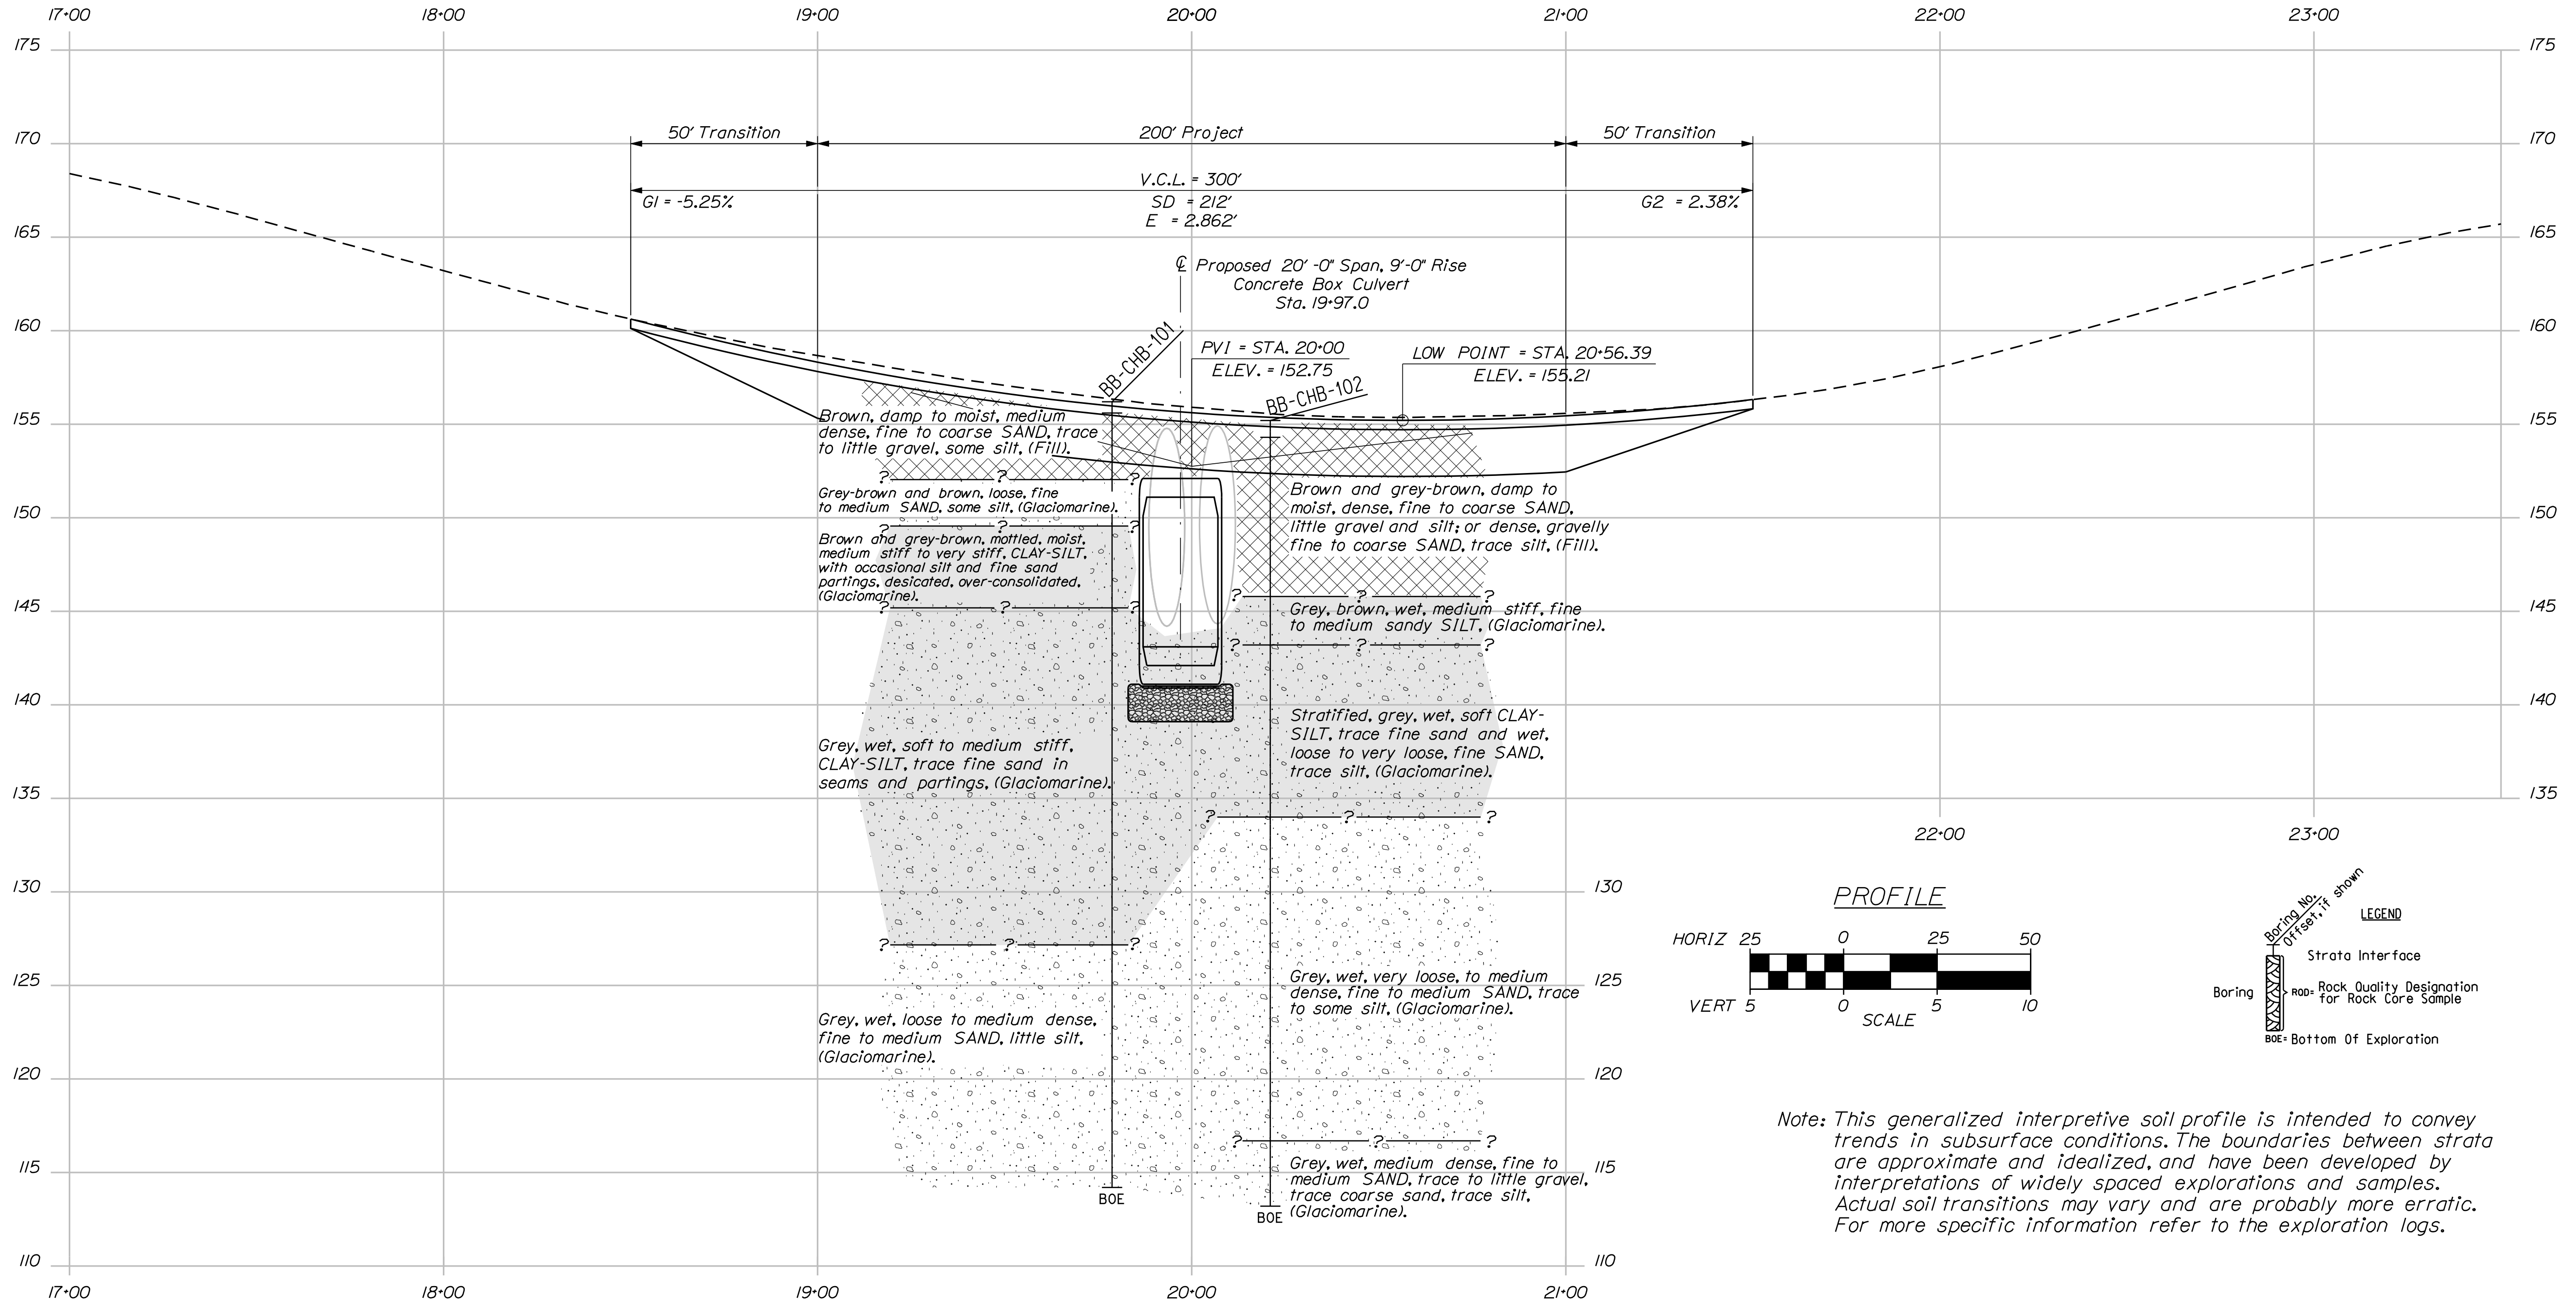 17+00 18+00 19+00 20+00 21+00 22+00 23+00
175 175
50' Transition 200' Project 50' Transition
170 170
V.C.L. = 300'
G1 = -5.25% SD = 212' G2 = 2.38%
E = 2.862'
165 165
℄ Proposed 20' -0" Span, 9'-0" Rise
Concrete Box Culvert
Sta. 19+97.0
160 160
BB-CHB-101
PVI = STA. 20+00
ELEV. = 152.75
LOW POINT = STA. 20+56.39
ELEV. = 155.21
BB-CHB-102
155 155
Brown, damp to moist, medium
dense, fine to coarse SAND, trace
to little gravel, some silt, (Fill).
? ? ?
Grey-brown and brown, loose, fine
to medium SAND, some silt, (Glaciomarine).
150 150
? ? ?
Brown and grey-brown, mottled, moist,
medium stiff to very stiff, CLAY-SILT,
with occasional silt and fine sand
partings, desicated, over-consolidated,
(Glaciomarine).
? ? ?
Brown and grey-brown, damp to
moist, dense, fine to coarse SAND,
little gravel and silt; or dense, gravelly
fine to coarse SAND, trace silt, (Fill).
? ? ?
145 145
Grey, brown, wet, medium stiff, fine
to medium sandy SILT, (Glaciomarine).
? ? ?
140 140
Grey, wet, soft to medium stiff,
CLAY-SILT, trace fine sand in
seams and partings, (Glaciomarine).
Stratified, grey, wet, soft CLAY-
SILT, trace fine sand and wet,
loose to very loose, fine SAND,
trace silt, (Glaciomarine).
135 135
? ? ?
22+00 23+00
130 130
? ? ?
125 125
Grey, wet, very loose, to medium
dense, fine to medium SAND, trace
to some silt, (Glaciomarine).
Grey, wet, loose to medium dense,
fine to medium SAND, little silt,
(Glaciomarine).
120 120
? ? ?
115 115
Grey, wet, medium dense, fine to
medium SAND, trace to little gravel,
trace coarse sand, trace silt,
(Glaciomarine).
BOE
BOE
110 110
17+00 18+00 19+00 20+00 21+00
PROFILE
HORIZ 25 0 25 50
VERT 5 0 5 10
SCALE
Boring No.
Offset, if shown
LEGEND
Strata Interface
Boring
RQD= Rock Quality Designation
for Rock Core Sample
BOE= Bottom Of Exploration
Note: This generalized interpretive soil profile is intended to convey
trends in subsurface conditions. The boundaries between strata
are approximate and idealized, and have been developed by
interpretations of widely spaced explorations and samples.
Actual soil transitions may vary and are probably more erratic.
For more specific information refer to the exploration logs.